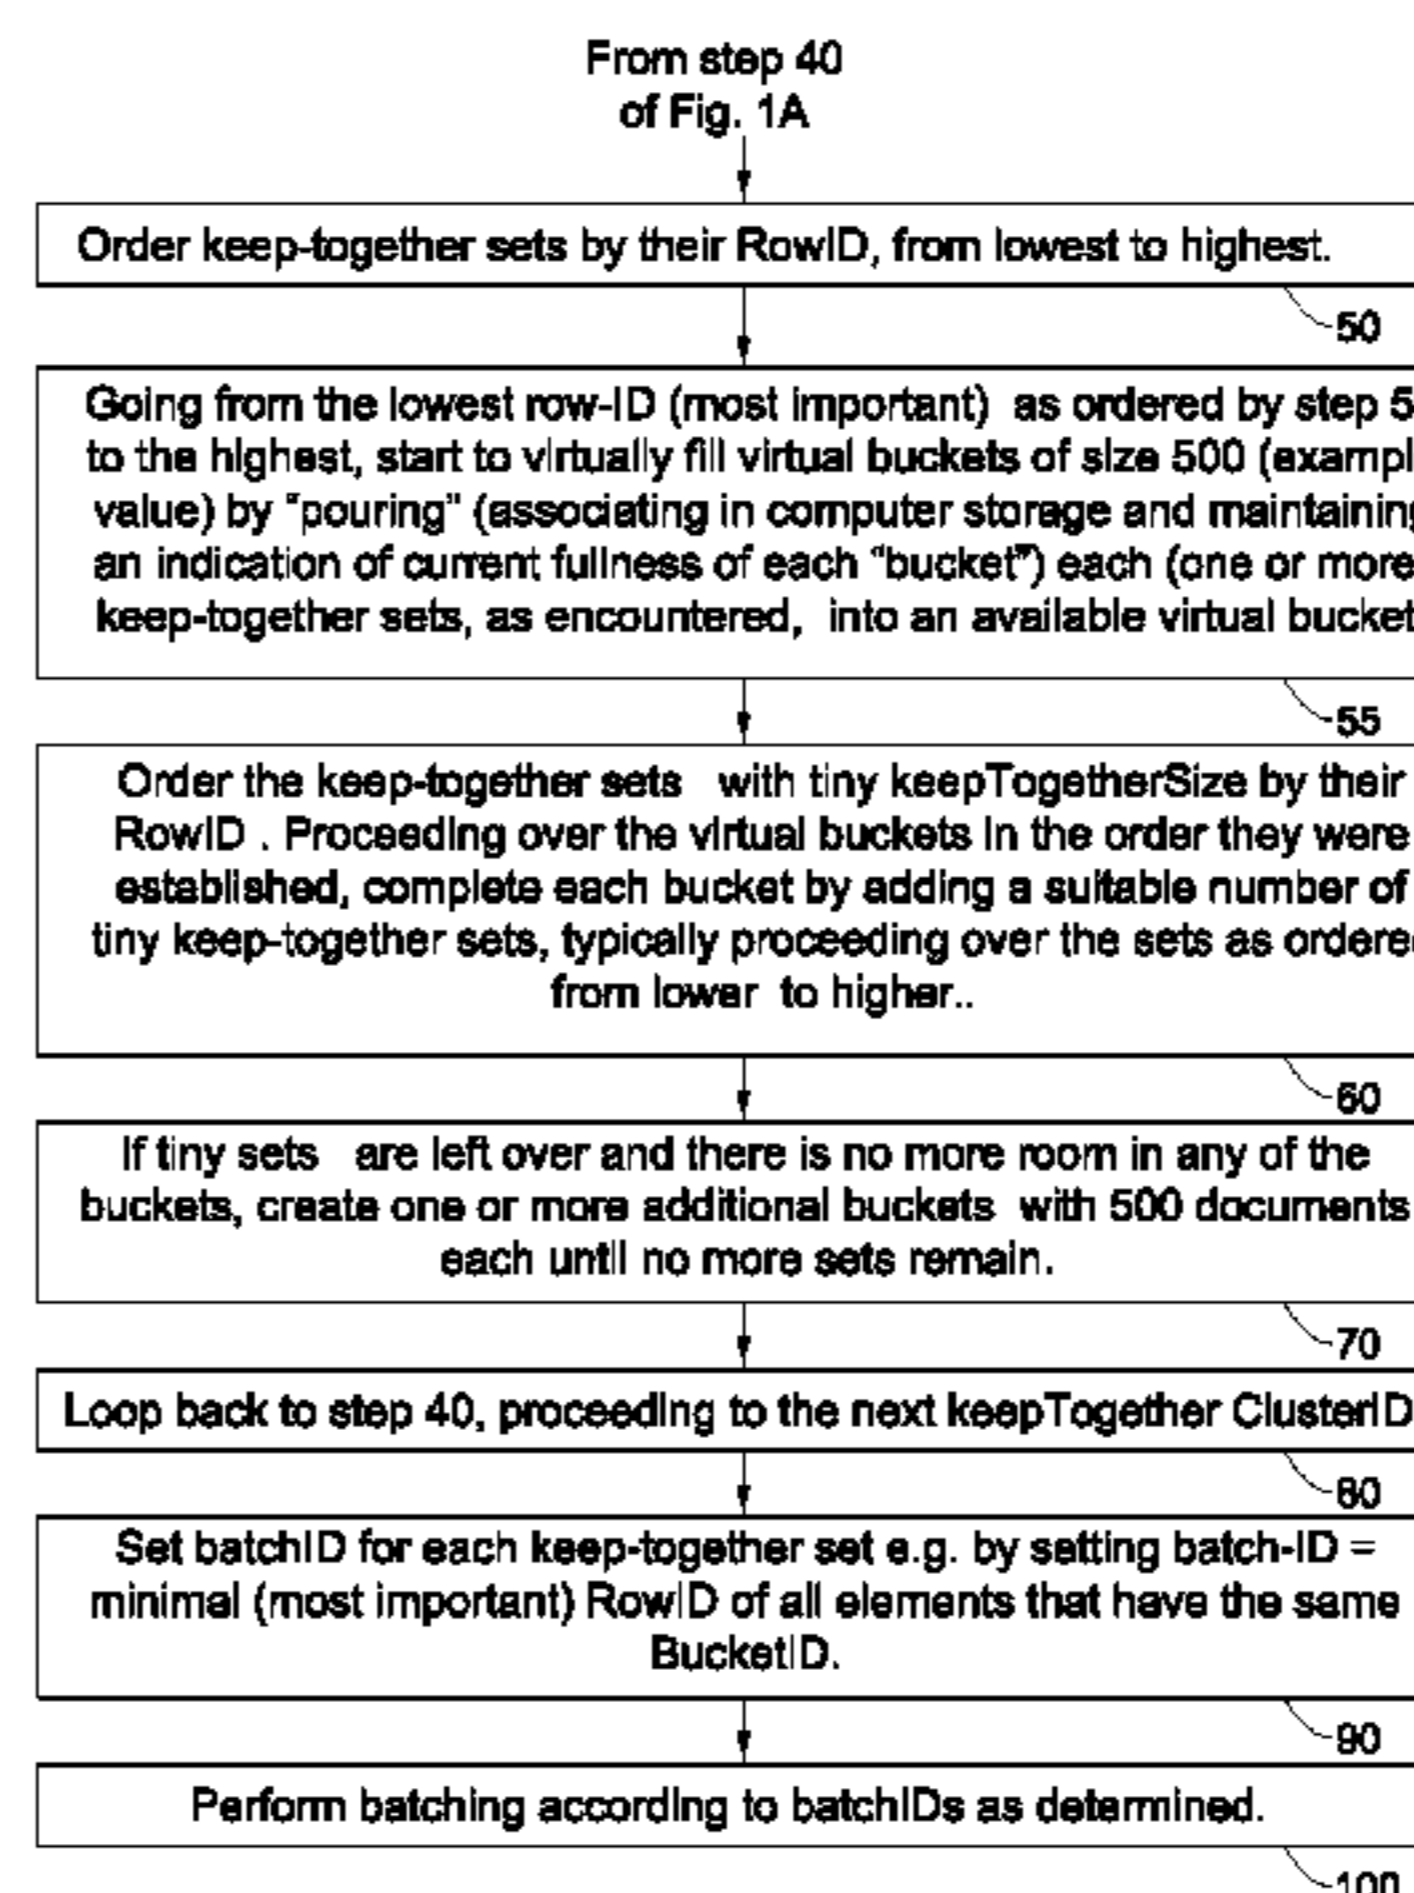 From step 40
of Fig. 1A
Order keep-together sets by their RowID, from lowest to highest.
50
Going from the lowest row-ID (most important) as ordered by step 5
to the highest, start to virtually fill virtual buckets of size 500 (exampl
value) by "pouring" (associating in computer storage and maintaining
an indication of current fullness of each "bucket") each (one or more
keep-together sets, as encountered, into an available virtual bucket
55
Order the keep-together sets with tiny keepTogetherSize by their
RowID . Proceeding over the virtual buckets in the order they were
established, complete each bucket by adding a suitable number of
tiny keep-together sets, typically proceeding over the sets as ordere
from lower to higher..
60
If tiny sets are left over and there is no more room in any of the
buckets, create one or more additional buckets with 500 documents
each until no more sets remain.
70
Loop back to step 40, proceeding to the next keepTogether ClusterID
80
Set batchID for each keep-together set e.g. by setting batch-ID =
minimal (most important) RowID of all elements that have the same
BucketID.
90
Perform batching according to batchIDs as determined.
100